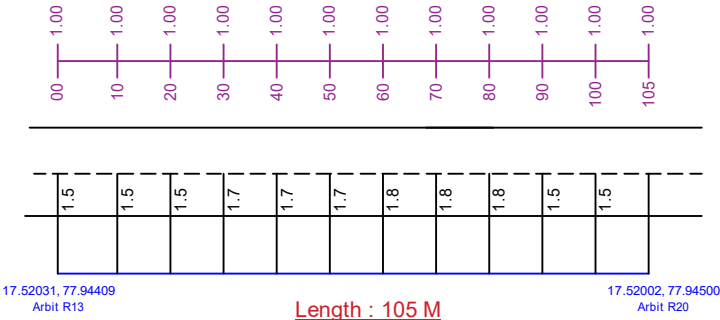 1.00 1.00 1.00 1.00 1.00 1.00 1.00 1.00 1.00 1.00 1.00 1.00
00 10 20 30 40 50 60 70 80 90 100 105
1.5 1.5 1.5 1.7 1.7 1.7 1.8 1.8 1.8 1.5 1.5
17.52031, 77.94409
Arbit R13
Length : 105 M
17.52002, 77.94500
Arbit R20